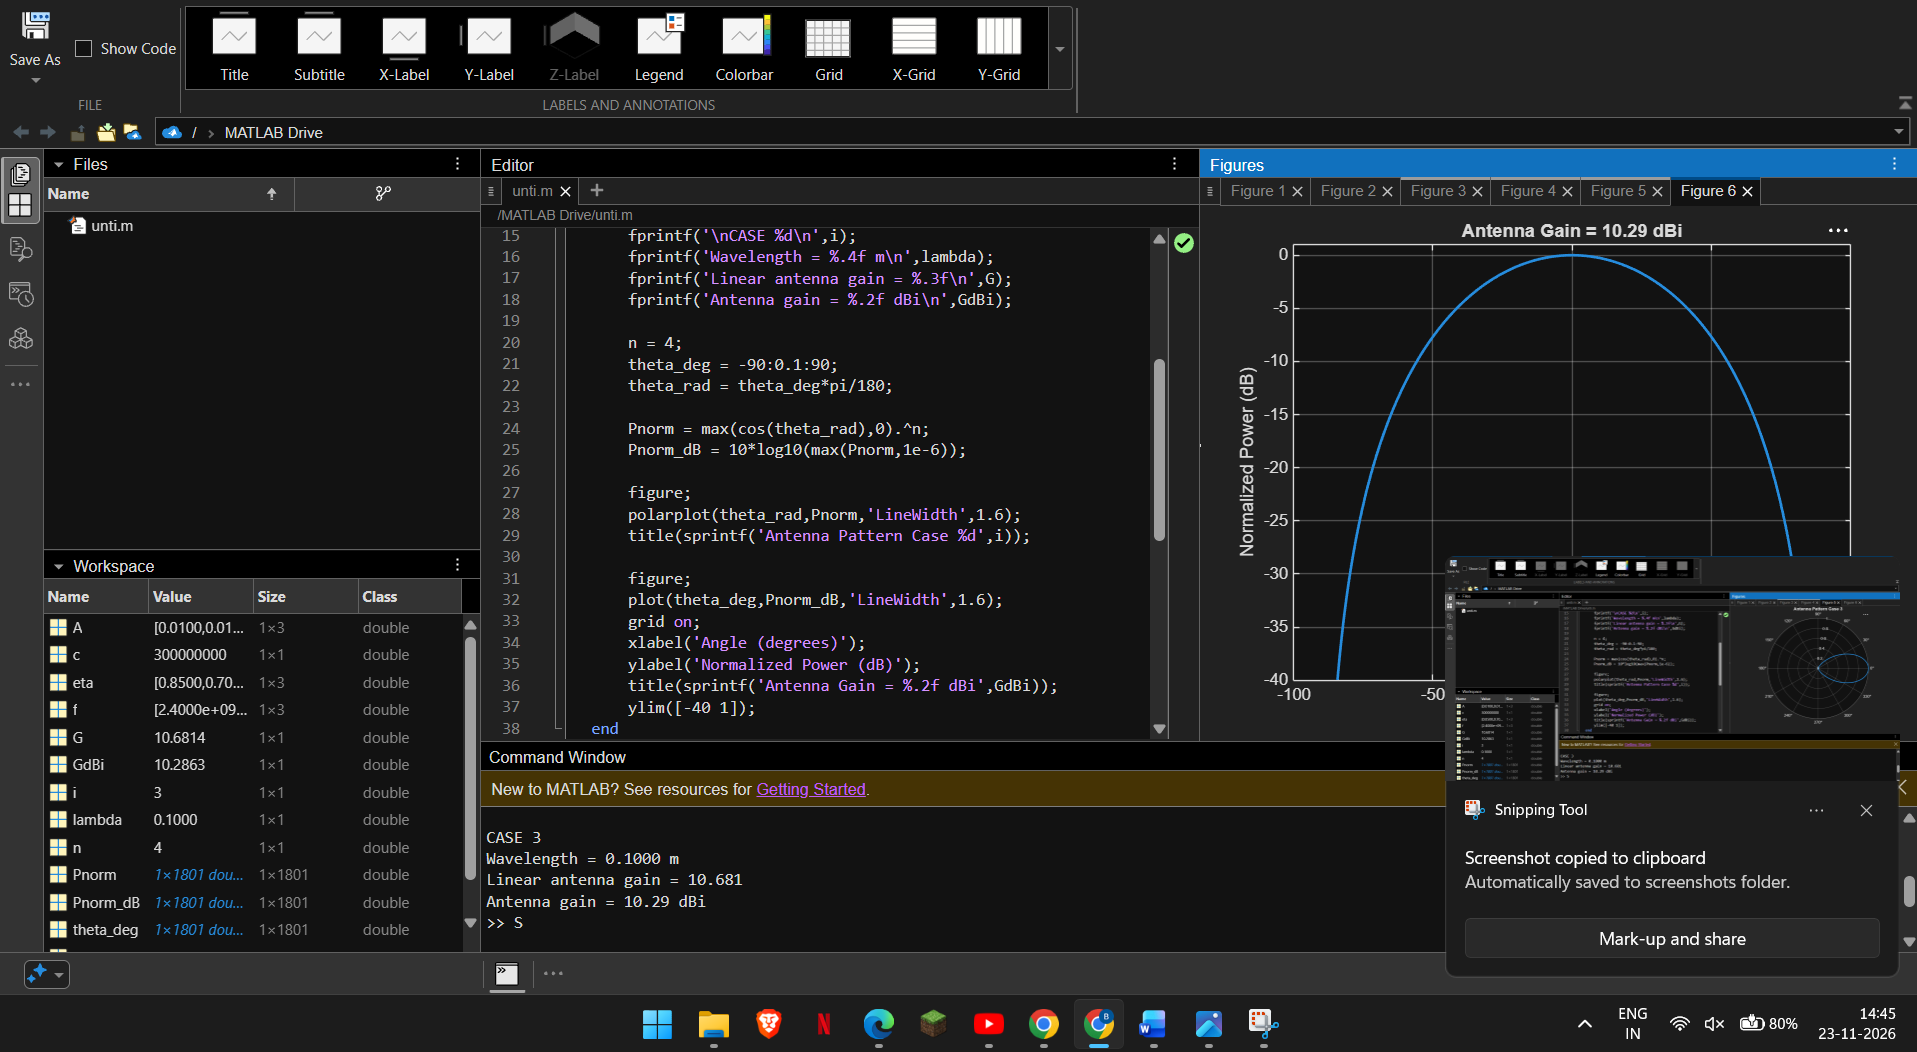 Save As
Show Code
FILE
Title
Subtitle
X-Label
Y-Label
Z-Label
Legend
Colorbar
Grid
X-Grid
Y-Grid
LABELS AND ANNOTATIONS
/ › MATLAB Drive
Files
Name
unti.m
Workspace
Name Value Size Class
A [0.0100,0.01... 1×3 double
c 300000000 1×1 double
eta [0.8500,0.70... 1×3 double
f [2.4000e+09... 1×3 double
G 10.6814 1×1 double
GdBi 10.2863 1×1 double
i 3 1×1 double
lambda 0.1000 1×1 double
n 4 1×1 double
Pnorm 1×1801 dou... 1×1801 double
Pnorm_dB 1×1801 dou... 1×1801 double
theta_deg 1×1801 dou... 1×1801 double
Editor
unti.m
/MATLAB Drive/unti.m
15 fprintf('\nCASE %d\n',i);
16 fprintf('Wavelength = %.4f m\n',lambda);
17 fprintf('Linear antenna gain = %.3f\n',G);
18 fprintf('Antenna gain = %.2f dBi\n',GdBi);
19
20 n = 4;
21 theta_deg = -90:0.1:90;
22 theta_rad = theta_deg*pi/180;
23
24 Pnorm = max(cos(theta_rad),0).^n;
25 Pnorm_dB = 10*log10(max(Pnorm,1e-6));
26
27 figure;
28 polarplot(theta_rad,Pnorm,'LineWidth',1.6);
29 title(sprintf('Antenna Pattern Case %d',i));
30
31 figure;
32 plot(theta_deg,Pnorm_dB,'LineWidth',1.6);
33 grid on;
34 xlabel('Angle (degrees)');
35 ylabel('Normalized Power (dB)');
36 title(sprintf('Antenna Gain = %.2f dBi',GdBi));
37 ylim([-40 1]);
38 end
Command Window
New to MATLAB? See resources for Getting Started.
CASE 3
Wavelength = 0.1000 m
Linear antenna gain = 10.681
Antenna gain = 10.29 dBi
>> S
Figures
Figure 1
Figure 2
Figure 3
Figure 4
Figure 5
Figure 6
Antenna Gain = 10.29 dBi
Normalized Power (dB)
0
-5
-10
-15
-20
-25
-30
-35
-40
-100
-50
Antenna Pattern Case 3
Snipping Tool
Screenshot copied to clipboard
Automatically saved to screenshots folder.
Mark-up and share
ENG
IN
80%
14:45
23-11-2026